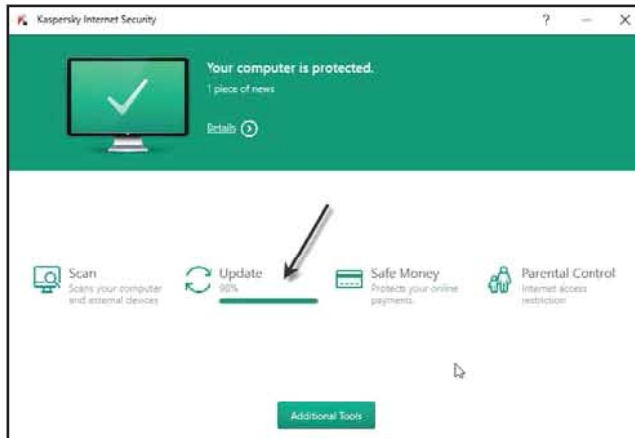 Kaspersky Internet Security
?
Your computer is protected.
1 piece of news
Details
Scan
Scans your computer
and external devices
Update
98%
Safe Money
Protects your online
payments.
Parental Control
Internet access
restriction
Additional Tools